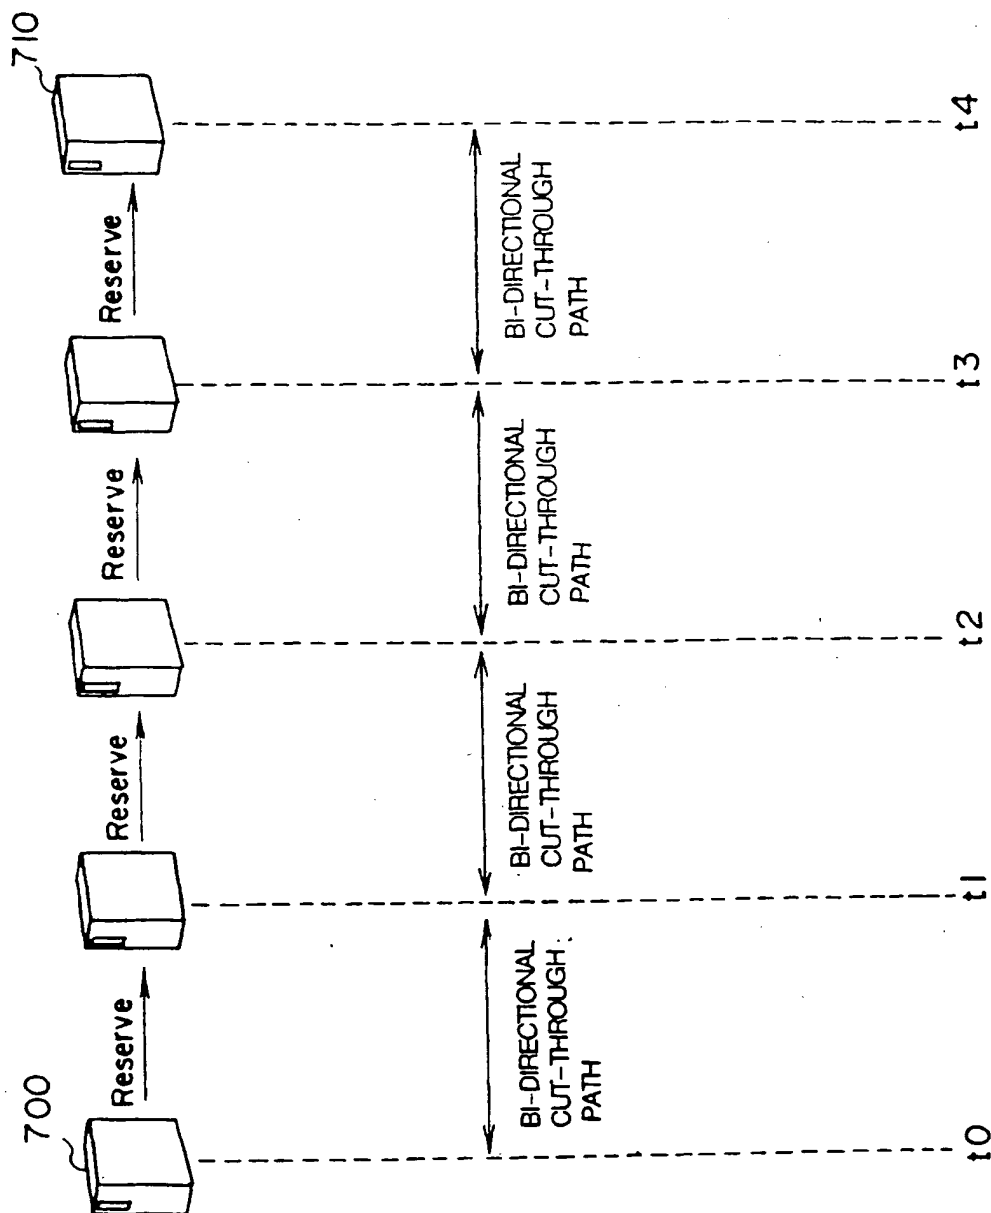 700
710
Reserve
Reserve
Reserve
Reserve
BI-DIRECTIONAL
CUT-THROUGH
PATH
BI-DIRECTIONAL
CUT-THROUGH
PATH
BI-DIRECTIONAL
CUT-THROUGH
PATH
BI-DIRECTIONAL
CUT-THROUGH
PATH
t0
t1
t2
t3
t4